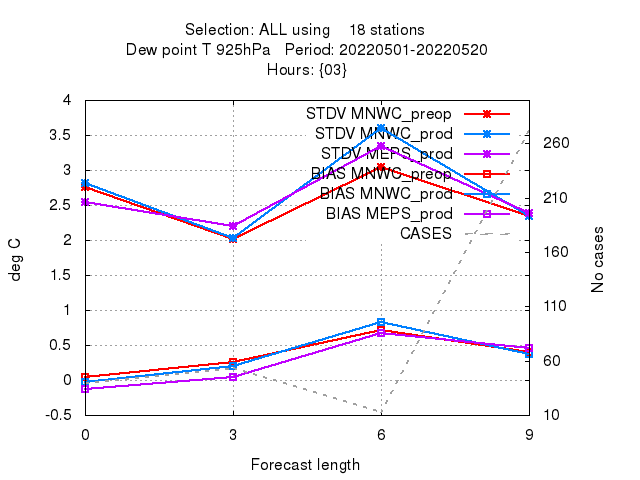 Selection: ALL using 18 stations
Dew point T 925hPa Period: 20220501-20220520
Hours: {03}
STDV MNWC_preop
STDV MNWC_prod
STDV MEPS_prod
BIAS MNWC_preop
BIAS MNWC_prod
BIAS MEPS_prod
CASES
4
3.5
3
2.5
2
1.5
1
0.5
0
-0.5
deg C
260
210
160
110
60
10
No cases
0 3 6 9
Forecast length